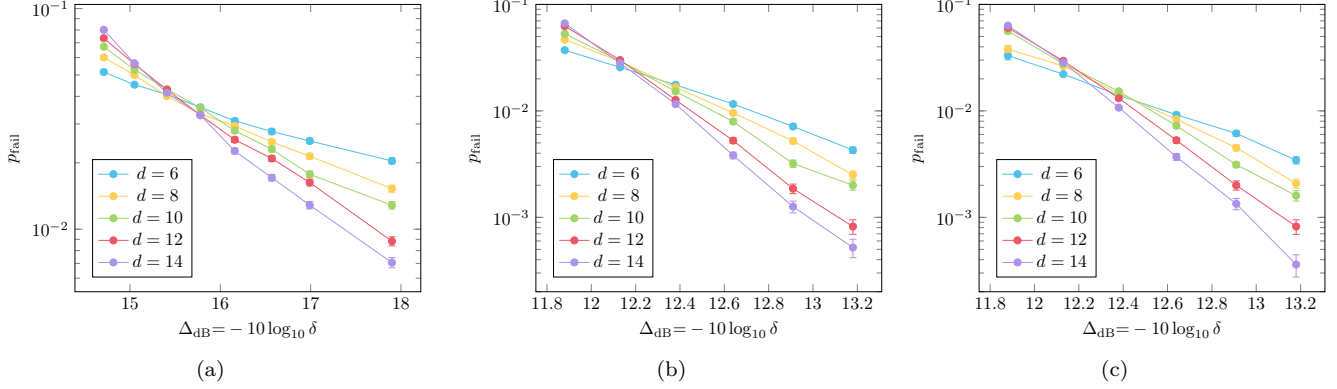 10⁻¹
10⁻²
p_fail
d = 6
d = 8
d = 10
d = 12
d = 14
15 16 17 18
Δ_dB = − 10 log₁₀ δ
(a)
10⁻¹
10⁻²
10⁻³
p_fail
d = 6
d = 8
d = 10
d = 12
d = 14
11.8 12 12.2 12.4 12.6 12.8 13 13.2
Δ_dB = − 10 log₁₀ δ
(b)
10⁻¹
10⁻²
10⁻³
p_fail
d = 6
d = 8
d = 10
d = 12
d = 14
11.8 12 12.2 12.4 12.6 12.8 13 13.2
Δ_dB = − 10 log₁₀ δ
(c)